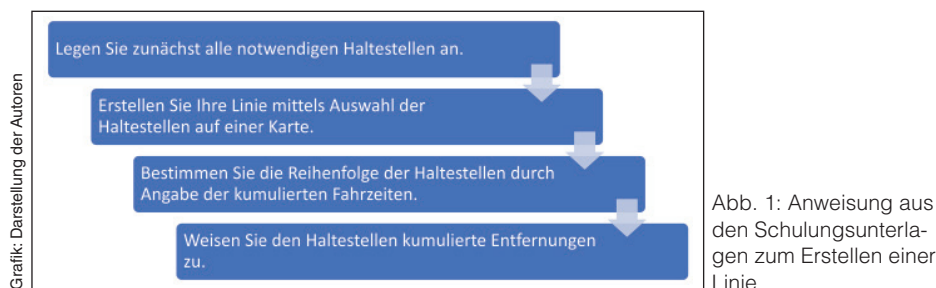 Grafik: Darstellung der Autoren
Legen Sie zunächst alle notwendigen Haltestellen an.
Erstellen Sie Ihre Linie mittels Auswahl der
Haltestellen auf einer Karte.
Bestimmen Sie die Reihenfolge der Haltestellen durch
Angabe der kumulierten Fahrzeiten.
Weisen Sie den Haltestellen kumulierte Entfernungen
zu.
Abb. 1: Anweisung aus
den Schulungsunterla-
gen zum Erstellen einer
Linie